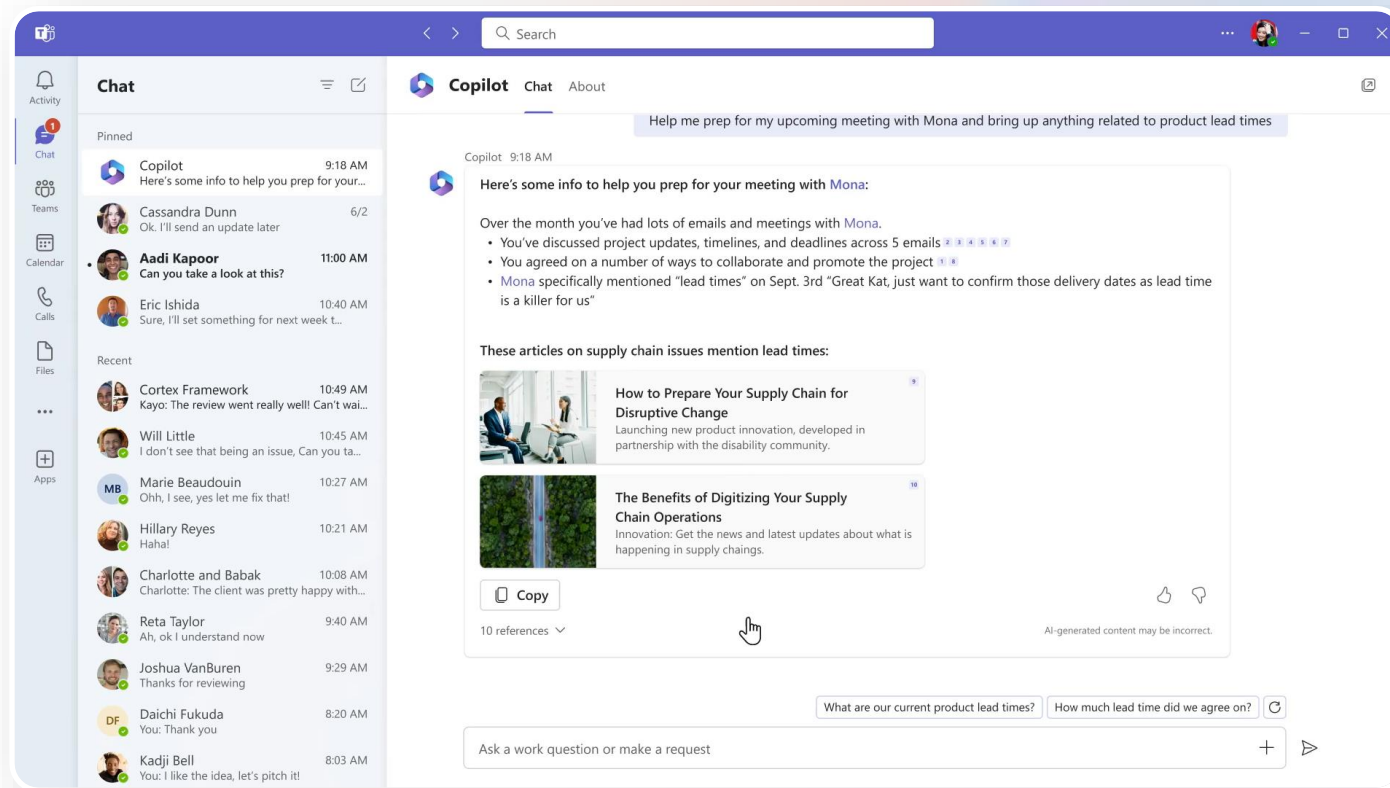 Search
Activity
1
Chat
Teams
Calendar
Calls
Files
Apps
Chat
Pinned
Copilot 9:18 AM
Here's some info to help you prep for your...
Cassandra Dunn 6/2
Ok. I'll send an update later
Aadi Kapoor 11:00 AM
Can you take a look at this?
Eric Ishida 10:40 AM
Sure, I'll set something for next week t...
Recent
Cortex Framework 10:49 AM
Kayo: The review went really well! Can't wai...
Will Little 10:45 AM
I don't see that being an issue, Can you ta...
MB
Marie Beaudouin 10:27 AM
Ohh, I see, yes let me fix that!
Hillary Reyes 10:21 AM
Haha!
Charlotte and Babak 10:08 AM
Charlotte: The client was pretty happy with...
Reta Taylor 9:40 AM
Ah, ok I understand now
Joshua VanBuren 9:29 AM
Thanks for reviewing
DF
Daichi Fukuda 8:20 AM
You: Thank you
Kadji Bell 8:03 AM
You: I like the idea, let's pitch it!
Copilot Chat About
Help me prep for my upcoming meeting with Mona and bring up anything related to product lead times
Copilot 9:18 AM
Here's some info to help you prep for your meeting with Mona:
Over the month you've had lots of emails and meetings with Mona.
• You've discussed project updates, timelines, and deadlines across 5 emails 2 3 4 5 6 7
• You agreed on a number of ways to collaborate and promote the project 1 8
• Mona specifically mentioned "lead times" on Sept. 3rd "Great Kat, just want to confirm those delivery dates as lead time
is a killer for us"
These articles on supply chain issues mention lead times:
How to Prepare Your Supply Chain for 9
Disruptive Change
Launching new product innovation, developed in
partnership with the disability community.
The Benefits of Digitizing Your Supply 10
Chain Operations
Innovation: Get the news and latest updates about what is
happening in supply chaings.
Copy
10 references
AI-generated content may be incorrect.
What are our current product lead times? How much lead time did we agree on?
Ask a work question or make a request